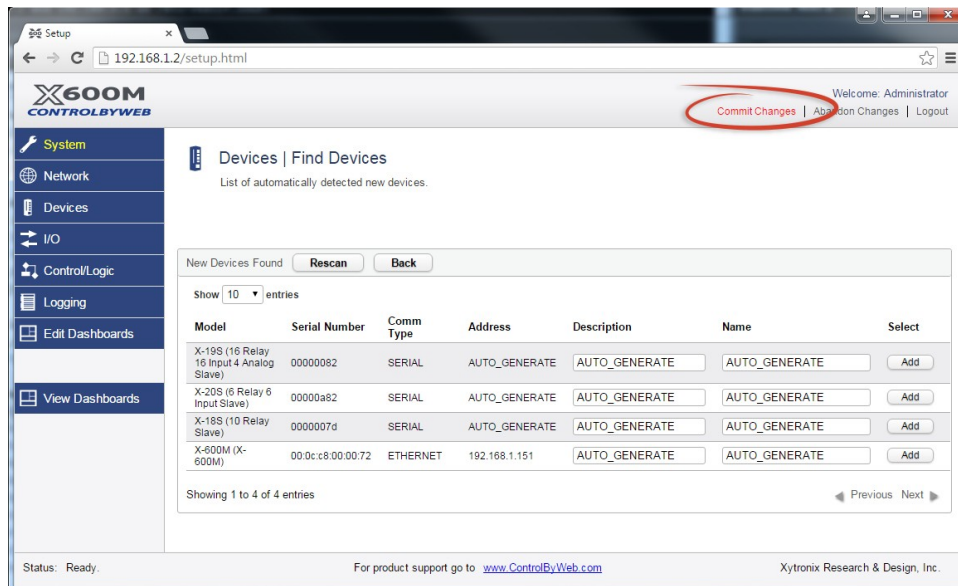 Setup
192.168.1.2/setup.html
X600M
CONTROLBYWEB
Welcome: Administrator
Commit Changes | Abandon Changes | Logout
System
Network
Devices
I/O
Control/Logic
Logging
Edit Dashboards
View Dashboards
Devices | Find Devices
List of automatically detected new devices.
New Devices Found Rescan Back
Show 10 entries
Model Serial Number Comm Type Address Description Name Select
X-19S (16 Relay
16 Input 4 Analog
Slave) 00000082 SERIAL AUTO_GENERATE AUTO_GENERATE AUTO_GENERATE Add
X-20S (6 Relay 6
Input Slave) 00000a82 SERIAL AUTO_GENERATE AUTO_GENERATE AUTO_GENERATE Add
X-18S (10 Relay
Slave) 0000007d SERIAL AUTO_GENERATE AUTO_GENERATE AUTO_GENERATE Add
X-600M (X-
600M) 00:0c:c8:00:00:72 ETHERNET 192.168.1.151 AUTO_GENERATE AUTO_GENERATE Add
Showing 1 to 4 of 4 entries
Previous Next
Status: Ready.
For product support go to www.ControlByWeb.com
Xytronix Research & Design, Inc.